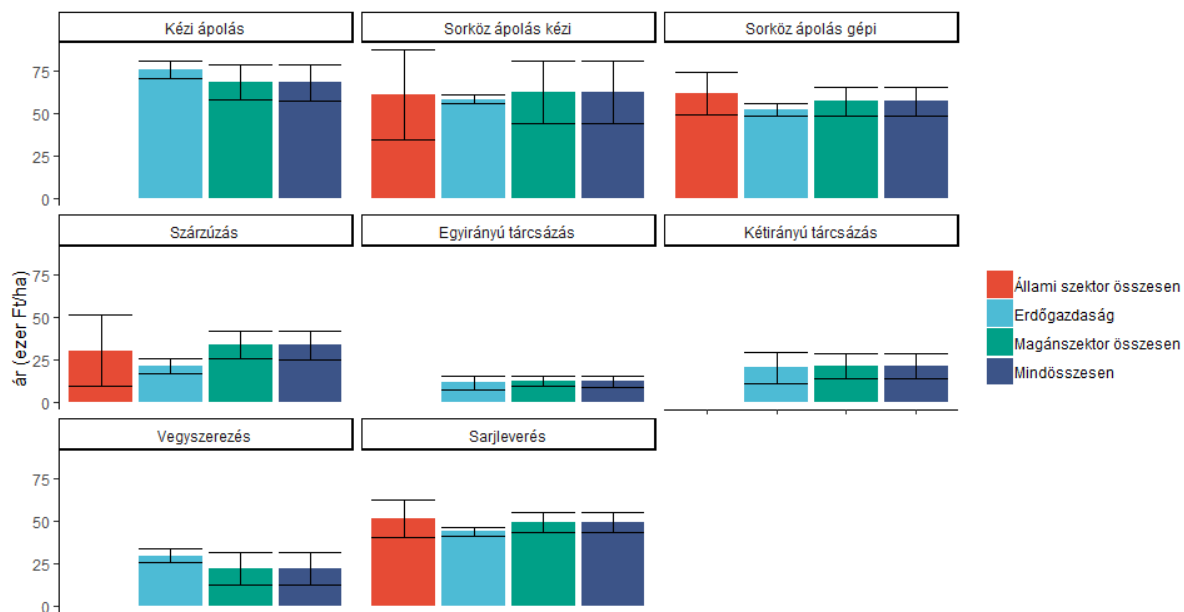 Kézi ápolás
Sorköz ápolás kézi
Sorköz ápolás gépi
75
50
25
0
Szárzúzás
Egyirányú tárcsázás
Kétirányú tárcsázás
ár (ezer Ft/ha)
75
50
25
0
Állami szektor összesen
Erdőgazdaság
Magánszektor összesen
Mindösszesen
Vegyszerezés
Sarjleverés
75
50
25
0